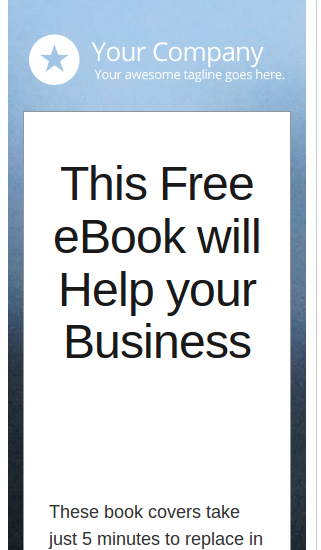 Your Company
Your awesome tagline goes here.
This Free
eBook will
Help your
Business
These book covers take
just 5 minutes to replace in